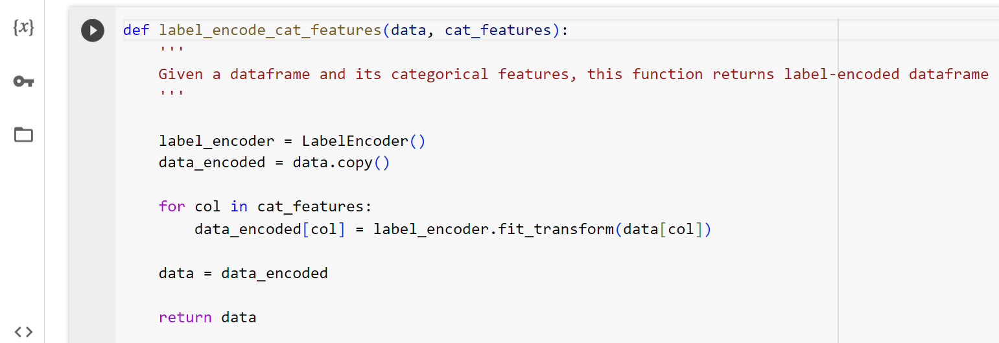 {x}
def label_encode_cat_features(data, cat_features):
'''
Given a dataframe and its categorical features, this function returns label-encoded dataframe
'''
label_encoder = LabelEncoder()
data_encoded = data.copy()
for col in cat_features:
data_encoded[col] = label_encoder.fit_transform(data[col])
data = data_encoded
return data
<>